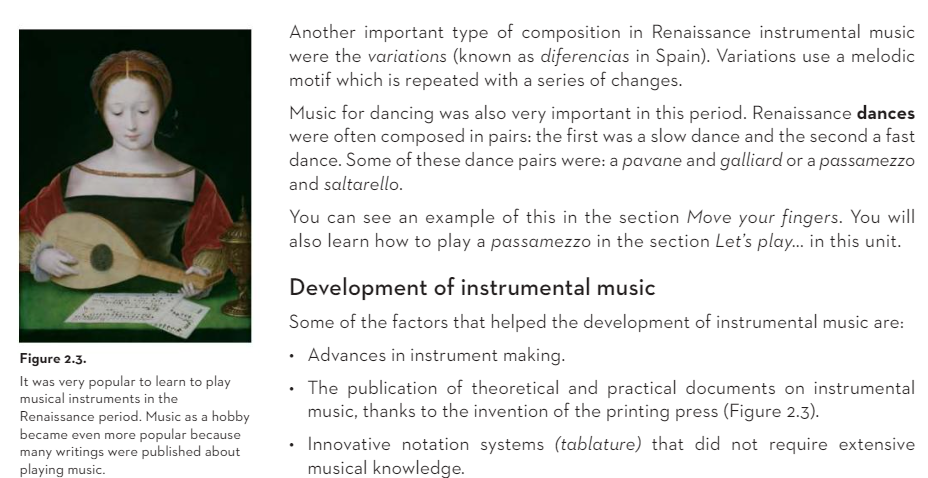 Another important type of composition in Renaissance instrumental music
were the variations (known as diferencias in Spain). Variations use a melodic
motif which is repeated with a series of changes.
Music for dancing was also very important in this period. Renaissance dances
were often composed in pairs: the first was a slow dance and the second a fast
dance. Some of these dance pairs were: a pavane and galliard or a passamezzo
and saltarello.
You can see an example of this in the section Move your fingers. You will
also learn how to play a passamezzo in the section Let's play... in this unit.
Development of instrumental music
Some of the factors that helped the development of instrumental music are:
• Advances in instrument making.
• The publication of theoretical and practical documents on instrumental
music, thanks to the invention of the printing press (Figure 2.3).
• Innovative notation systems (tablature) that did not require extensive
musical knowledge.
Figure 2.3.
It was very popular to learn to play
musical instruments in the
Renaissance period. Music as a hobby
became even more popular because
many writings were published about
playing music.